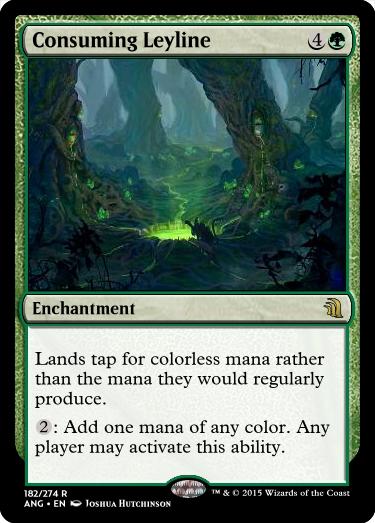 Consuming Leyline 4
Enchantment
Lands tap for colorless mana rather
than the mana they would regularly
produce.
2: Add one mana of any color. Any
player may activate this ability.
182/274 R
ANG • EN Joshua Hutchinson ™ & © 2015 Wizards of the Coast